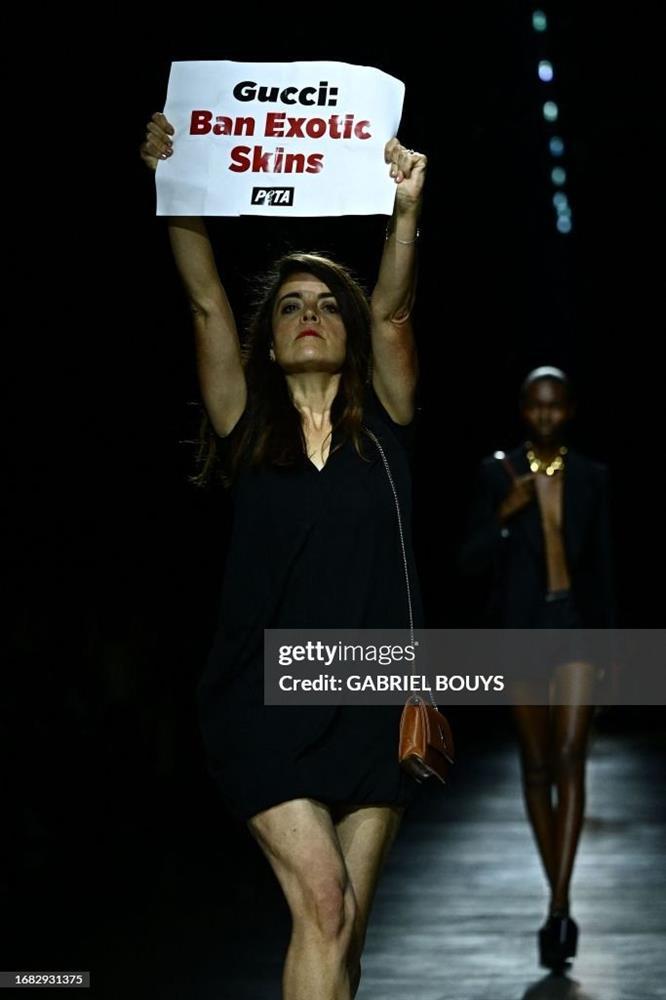 Gucci:
Ban Exotic
Skins
PETA
gettyimages®
Credit: GABRIEL BOUYS
1682931375